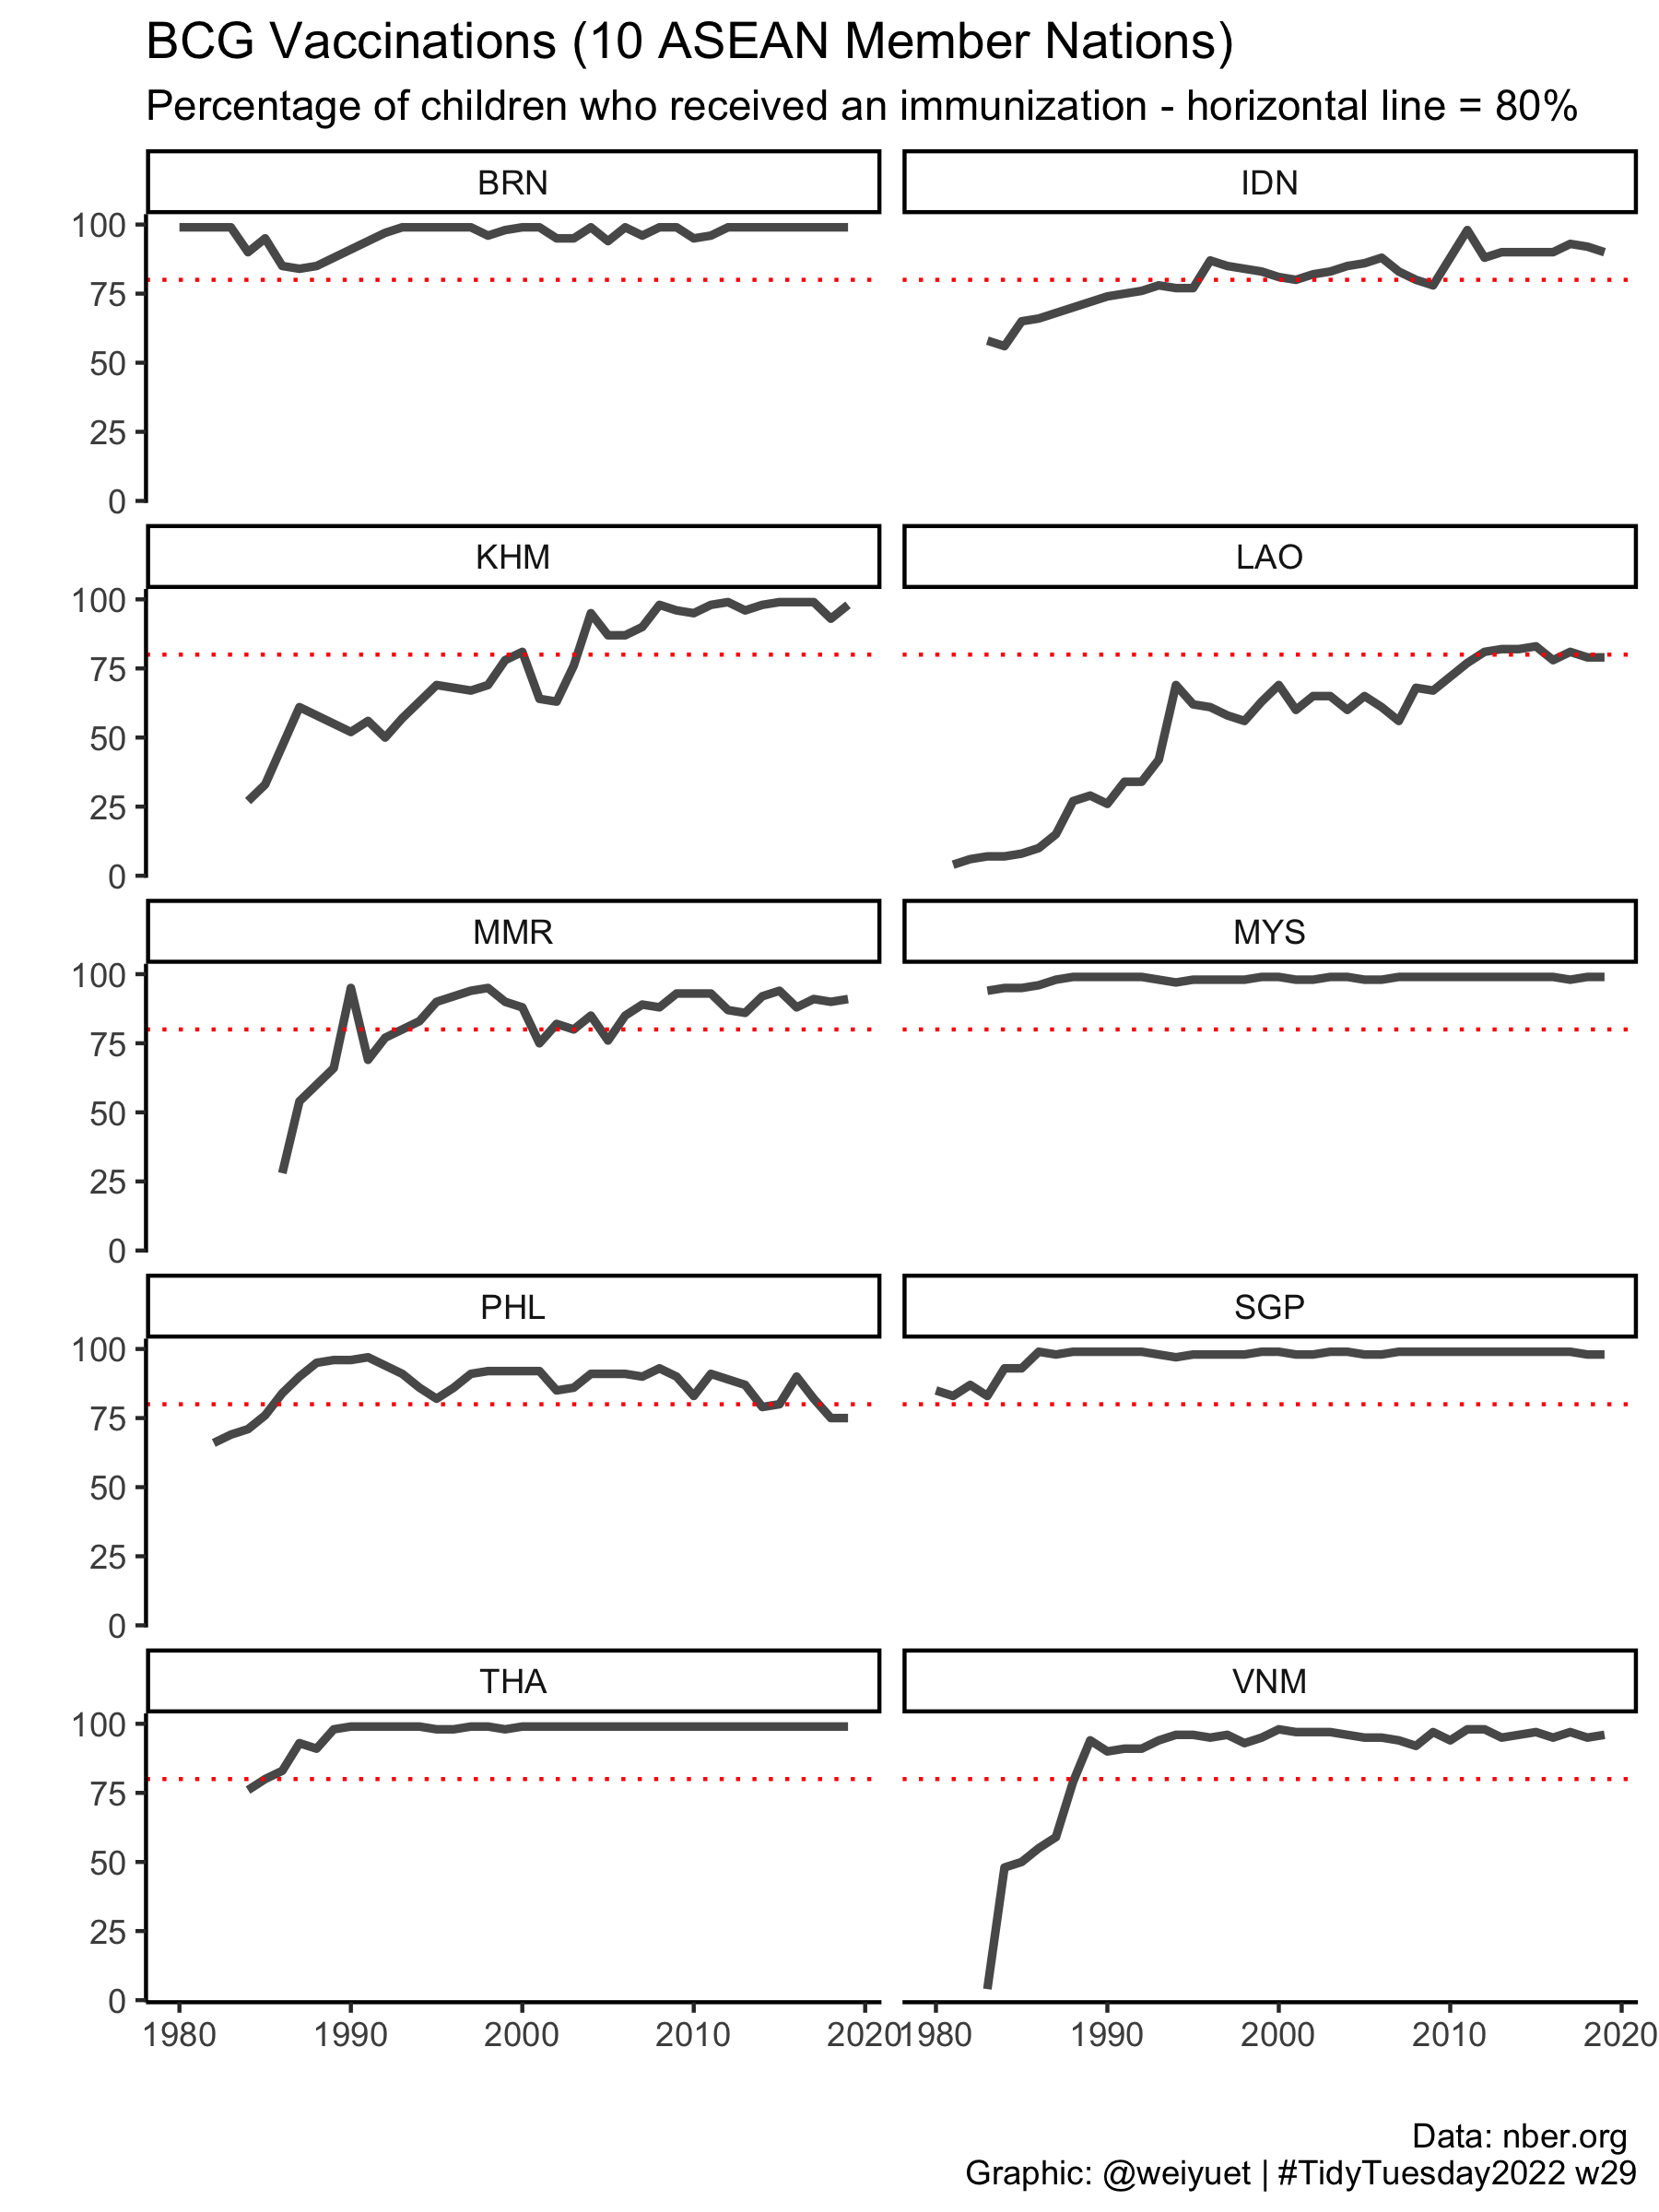 BCG Vaccinations (10 ASEAN Member Nations)
Percentage of children who received an immunization - horizontal line = 80%
BRN
IDN
100
75
50
25
0
KHM
LAO
100
75
50
25
0
MMR
MYS
100
75
50
25
0
PHL
SGP
100
75
50
25
0
THA
VNM
100
75
50
25
0
1980 1990 2000 2010 2020 1980 1990 2000 2010 2020
Data: nber.org
Graphic: @weiyuet | #TidyTuesday2022 w29